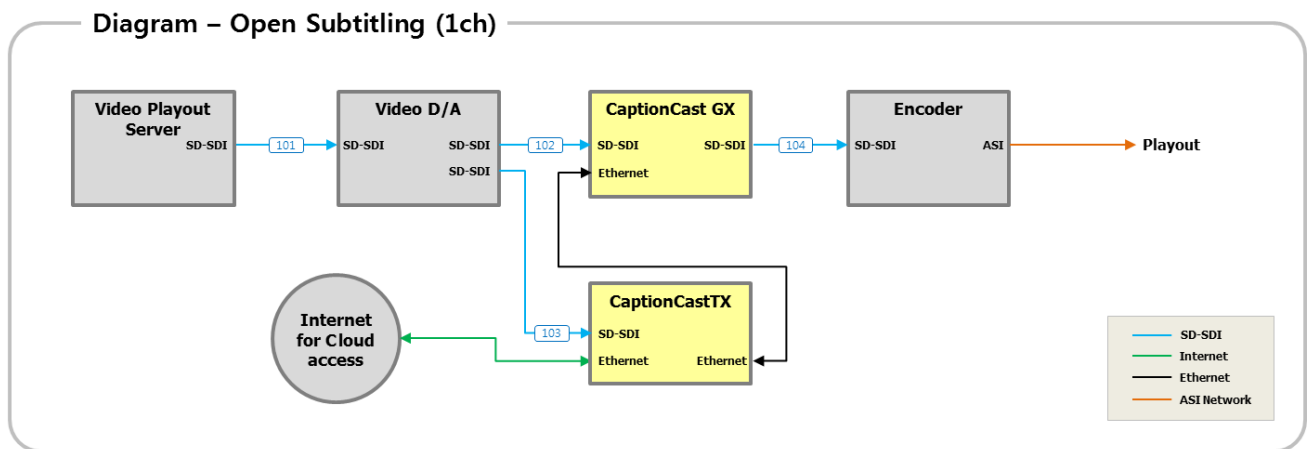 Diagram – Open Subtitling (1ch)
Video Playout
Server
SD-SDI
101
Video D/A
SD-SDI
SD-SDI
SD-SDI
102
CaptionCast GX
SD-SDI
SD-SDI
Ethernet
104
Encoder
SD-SDI
ASI
Playout
Internet
for Cloud
access
103
CaptionCastTX
SD-SDI
Ethernet
Ethernet
SD-SDI
Internet
Ethernet
ASI Network